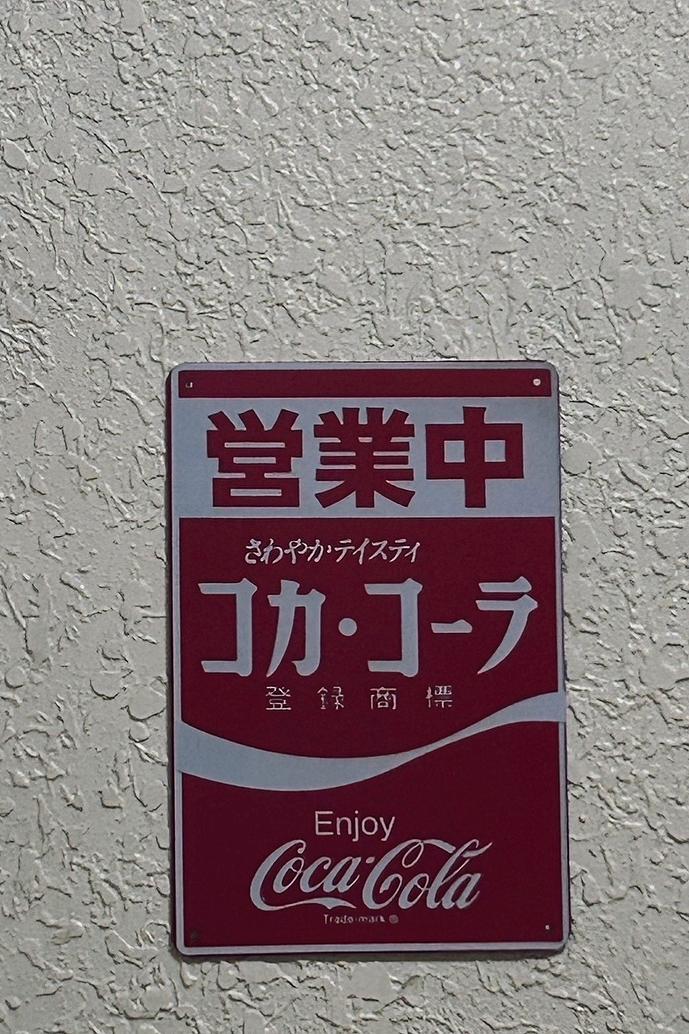 営業中
さわやかテイスティ
コカ・コーラ
登録商標
Enjoy
Coca-Cola
Trade-mark ®